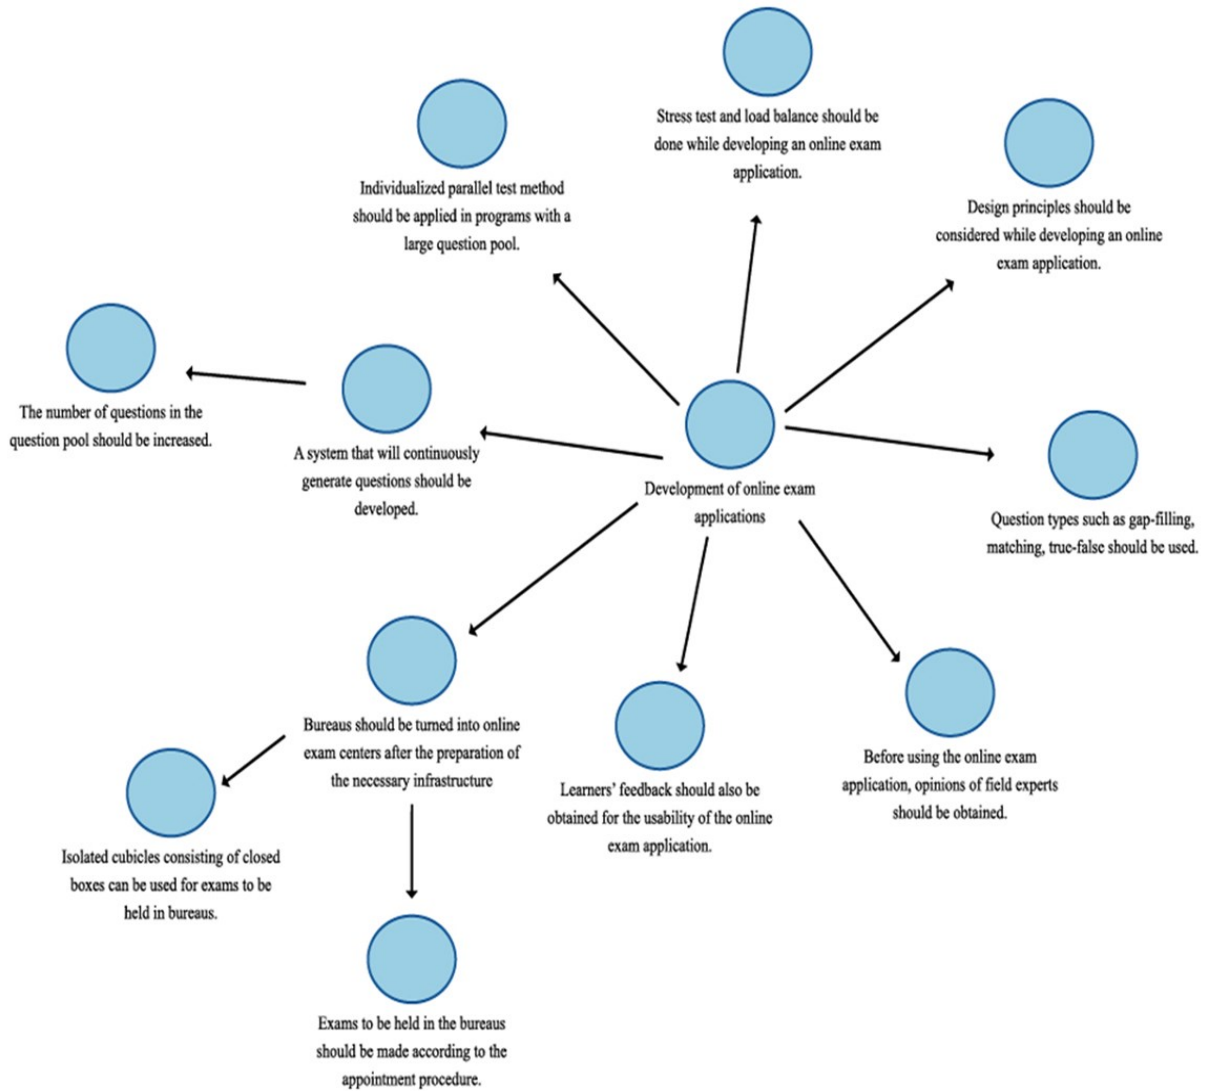 Stress test and load balance should be
done while developing an online exam
application.
Individualized parallel test method
should be applied in programs with a
large question pool.
Design principles should be
considered while developing an online
exam application.
The number of questions in the
question pool should be increased.
A system that will continuously
generate questions should be
developed.
Development of online exam
applications
Question types such as gap-filling,
matching, true-false should be used.
Bureaus should be turned into online
exam centers after the preparation of
the necessary infrastructure
Learners’ feedback should also be
obtained for the usability of the online
exam application.
Before using the online exam
application, opinions of field experts
should be obtained.
Isolated cubicles consisting of closed
boxes can be used for exams to be
held in bureaus.
Exams to be held in the bureaus
should be made according to the
appointment procedure.